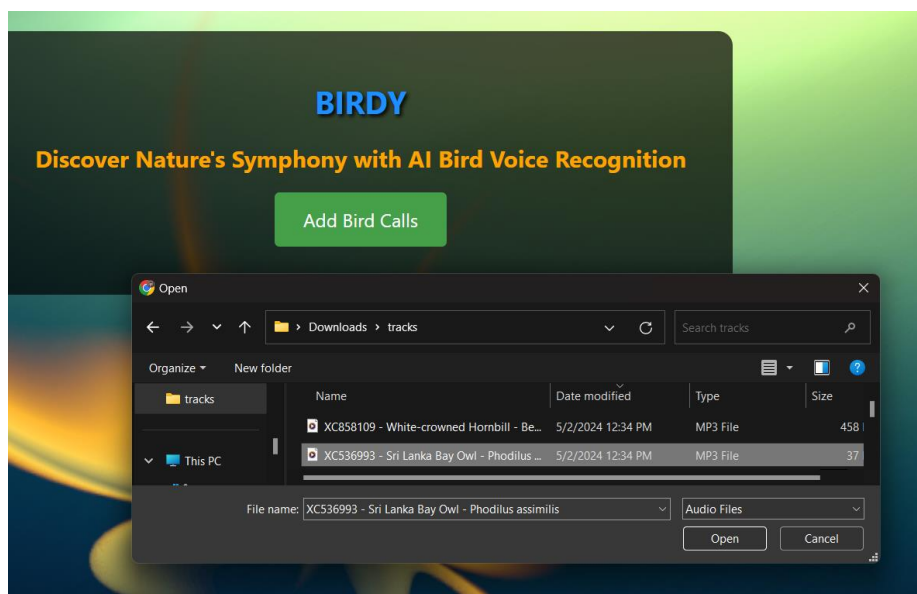 BIRDY
Discover Nature's Symphony with AI Bird Voice Recognition
Add Bird Calls
Open
Downloads > tracks
Search tracks
Organize
New folder
tracks
Name
Date modified
Type
Size
XC858109 - White-crowned Hornbill - Be...
5/2/2024 12:34 PM
MP3 File
458
This PC
XC536993 - Sri Lanka Bay Owl - Phodilus ...
5/2/2024 12:34 PM
MP3 File
37
File name:
XC536993 - Sri Lanka Bay Owl - Phodilus assimilis
Audio Files
Open
Cancel